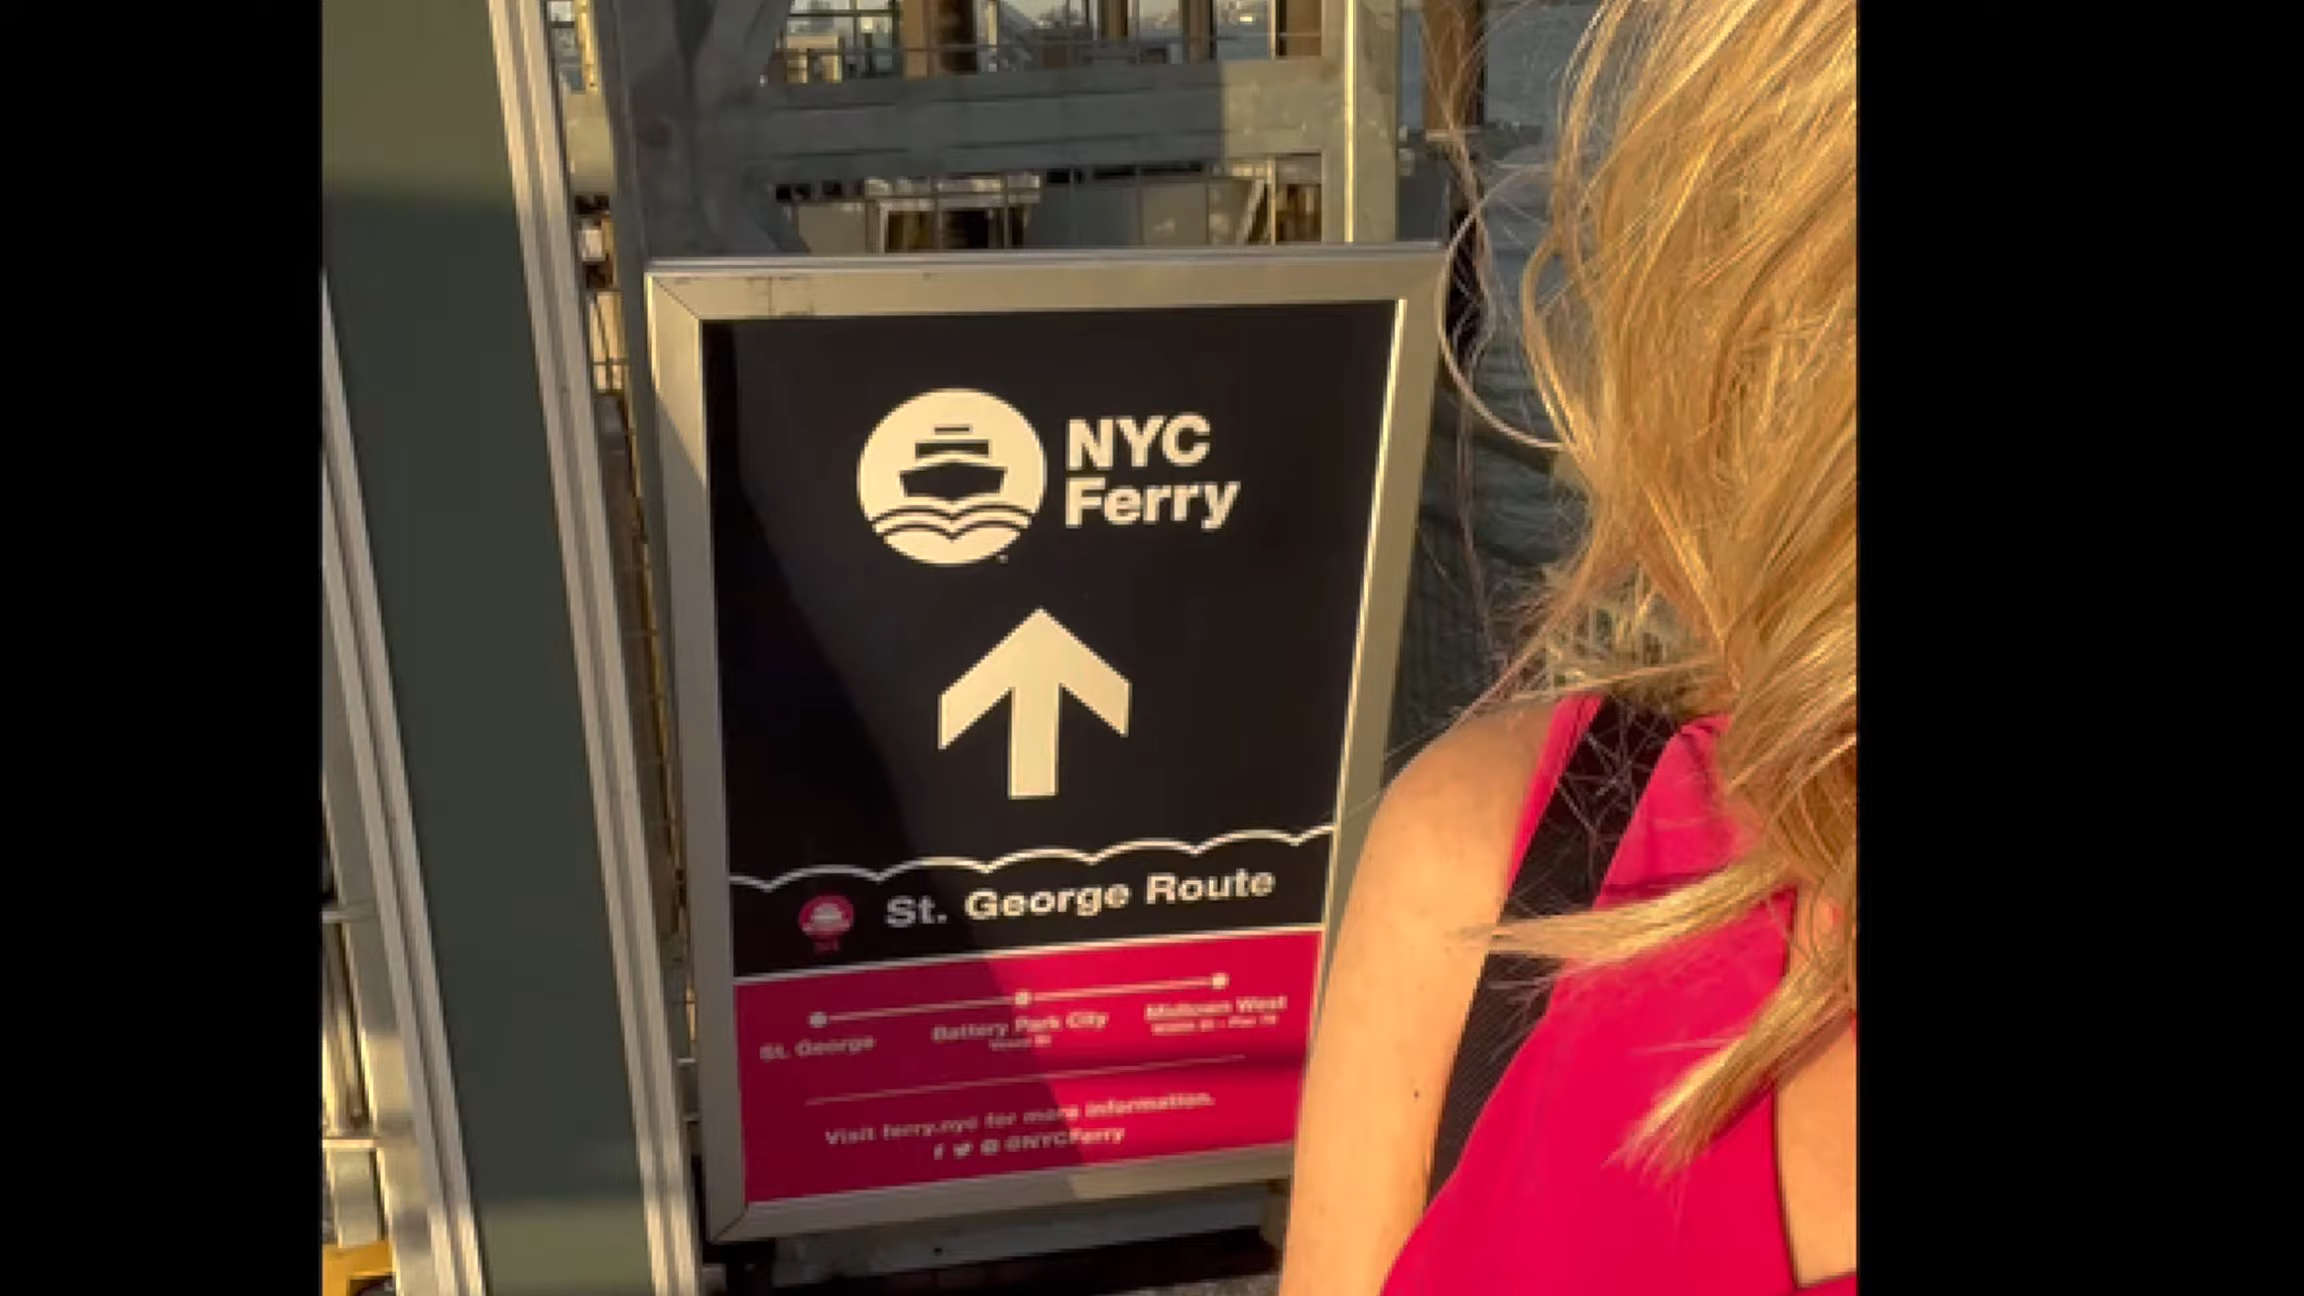 NYC
Ferry
St. George Route
St. George
Battery Park City
Midtown West
Visit ferry.nyc for more information.
@NYCFerry